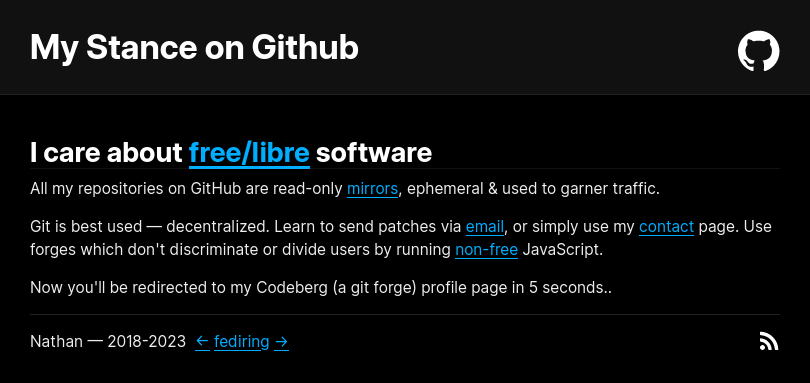 My Stance on Github
I care about free/libre software
All my repositories on GitHub are read-only mirrors, ephemeral & used to garner traffic.
Git is best used — decentralized. Learn to send patches via email, or simply use my contact page. Use
forges which don't discriminate or divide users by running non-free JavaScript.
Now you'll be redirected to my Codeberg (a git forge) profile page in 5 seconds..
Nathan — 2018-2023 ← fediring →